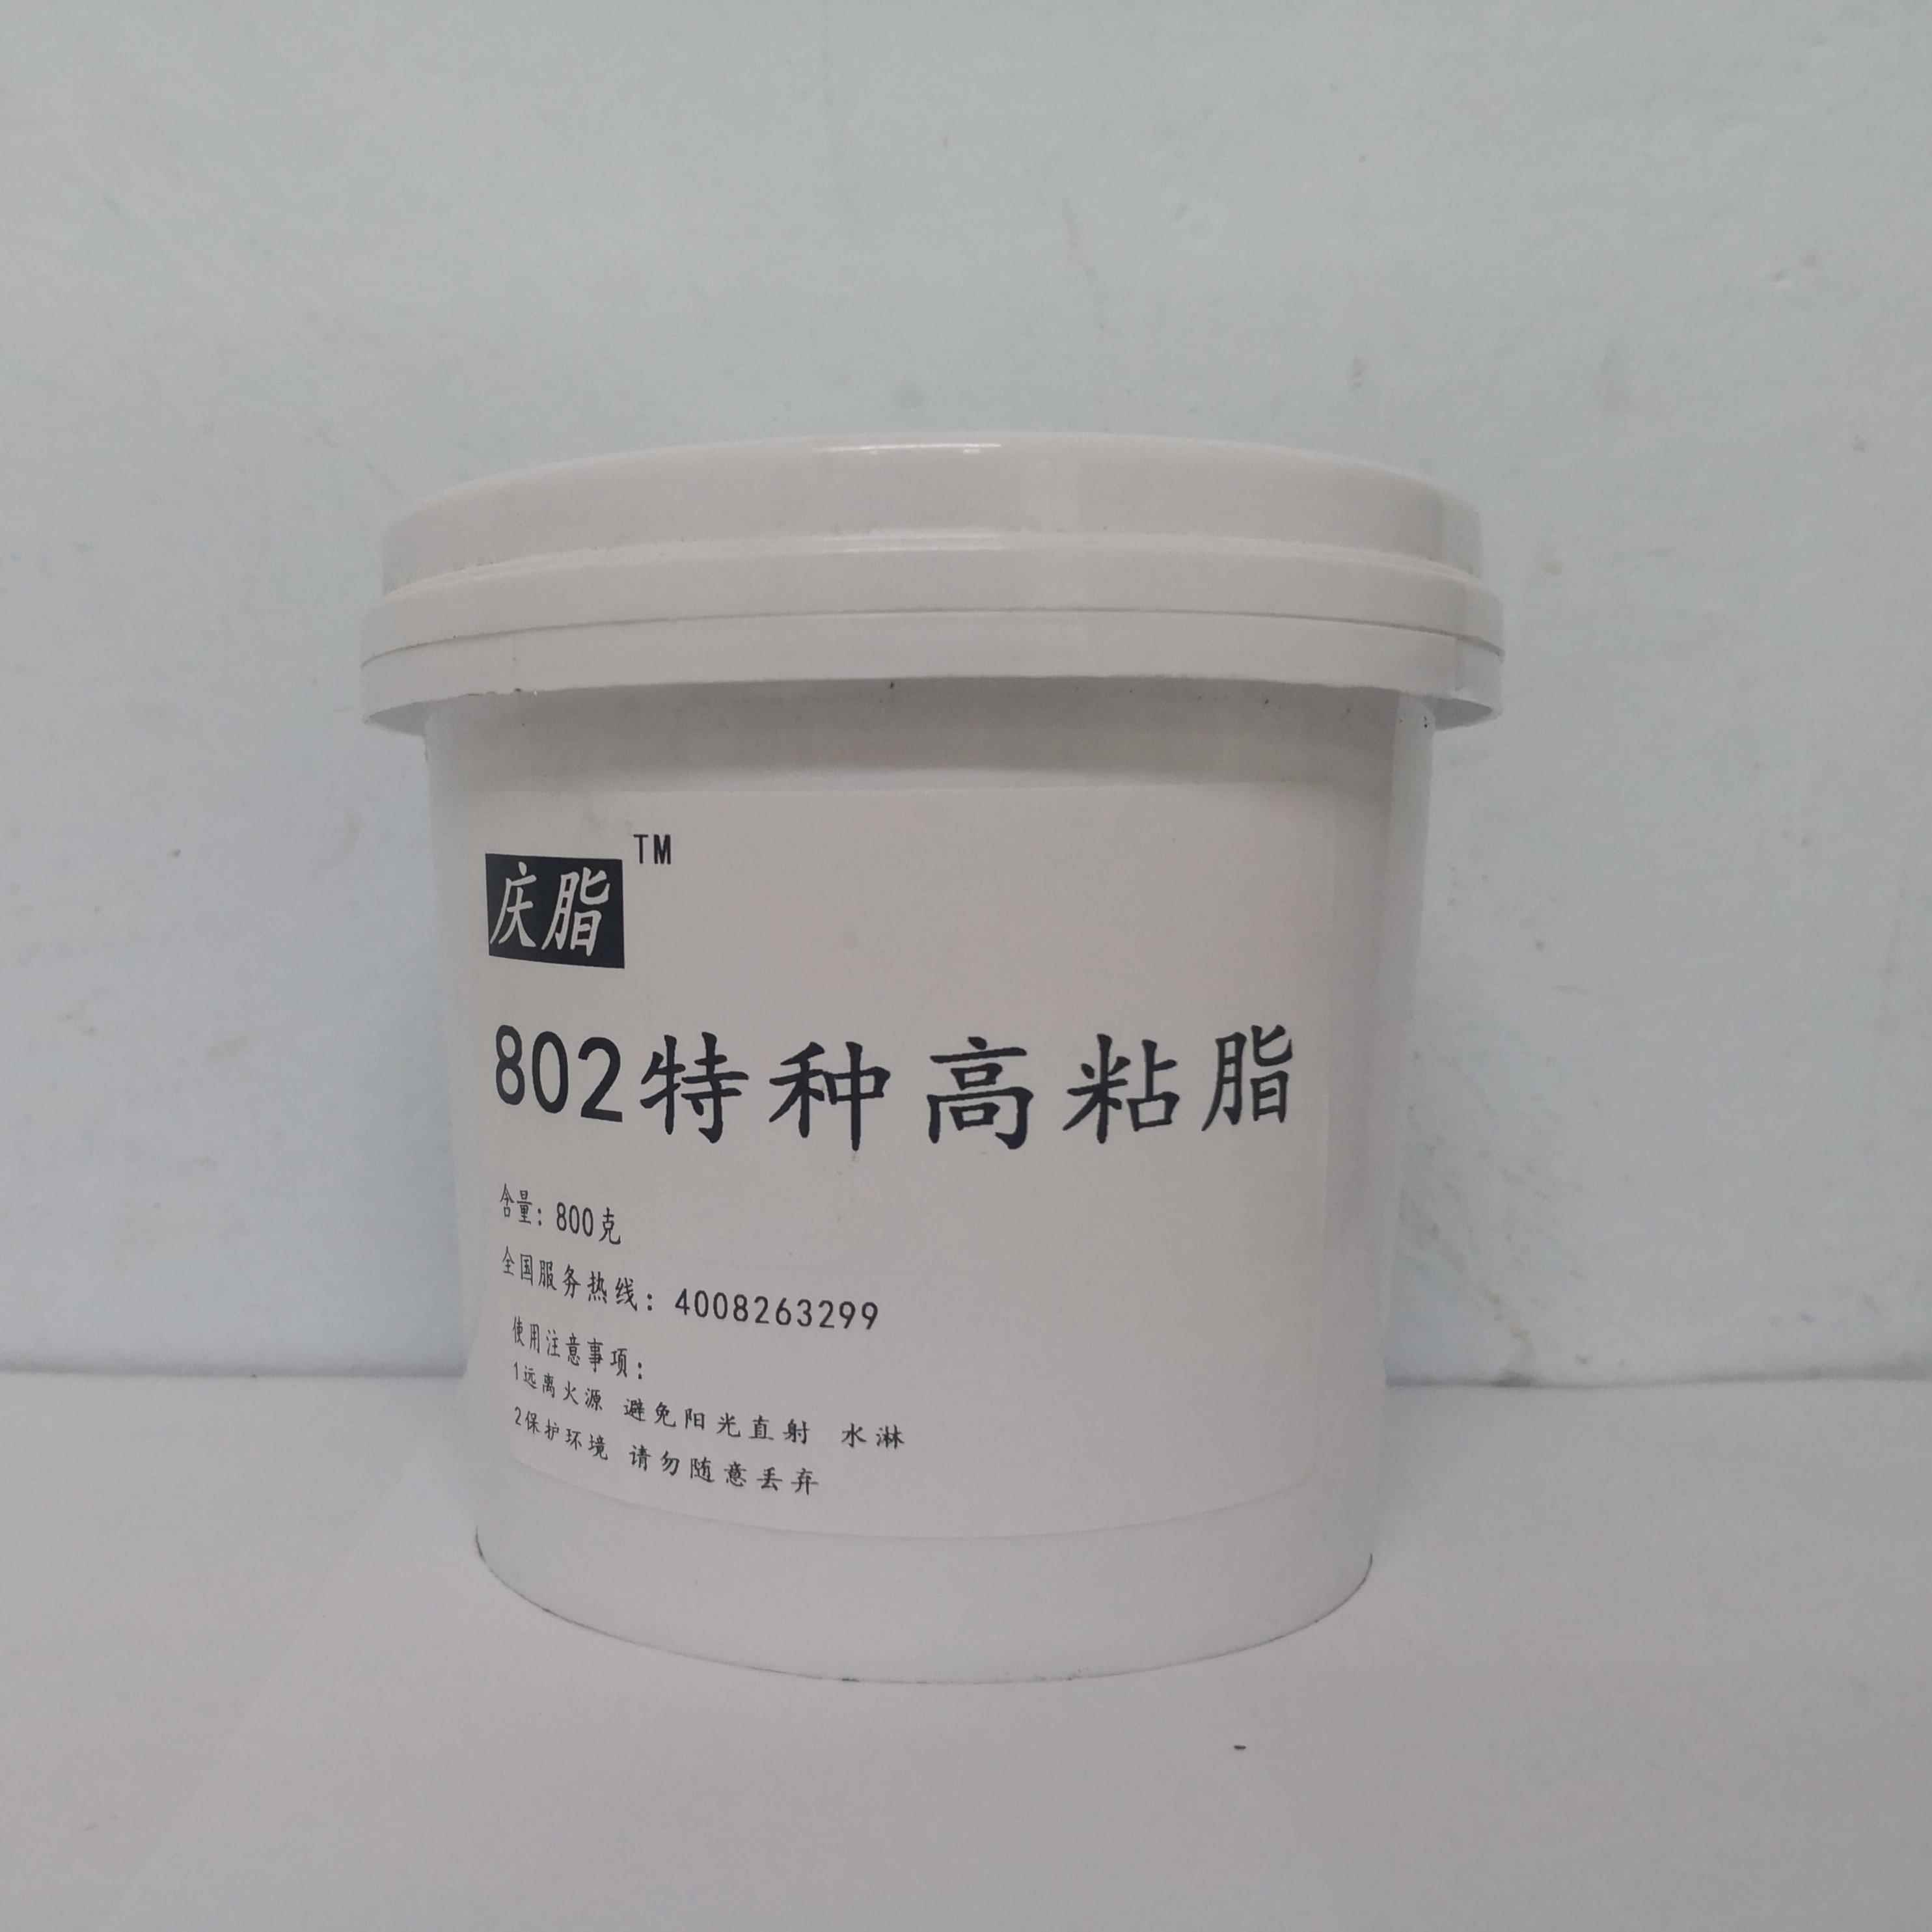 庆脂 TM
802特种高粘脂
含量：800克
全国服务热线：4008263299
使用注意事项：
1远离火源 避免阳光直射 水淋
2保护环境 请勿随意丢弃